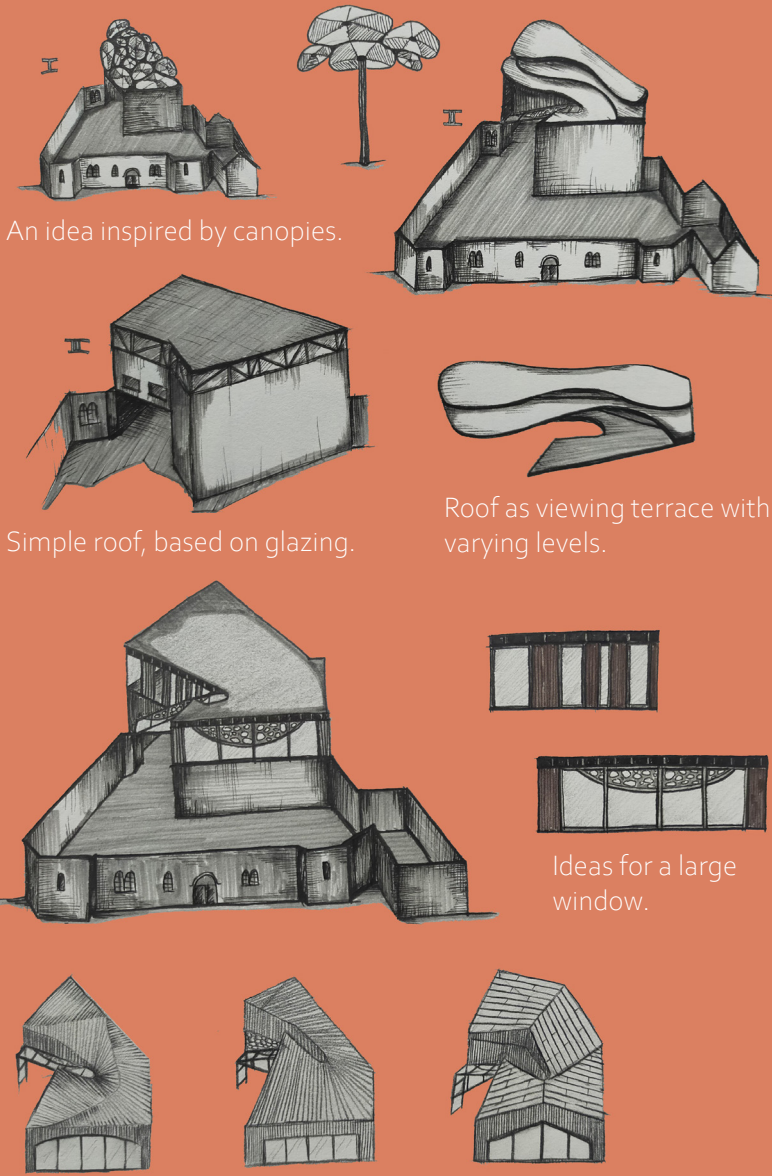 An idea inspired by canopies.
Simple roof, based on glazing.
Roof as viewing terrace with
varying levels.
Ideas for a large
window.